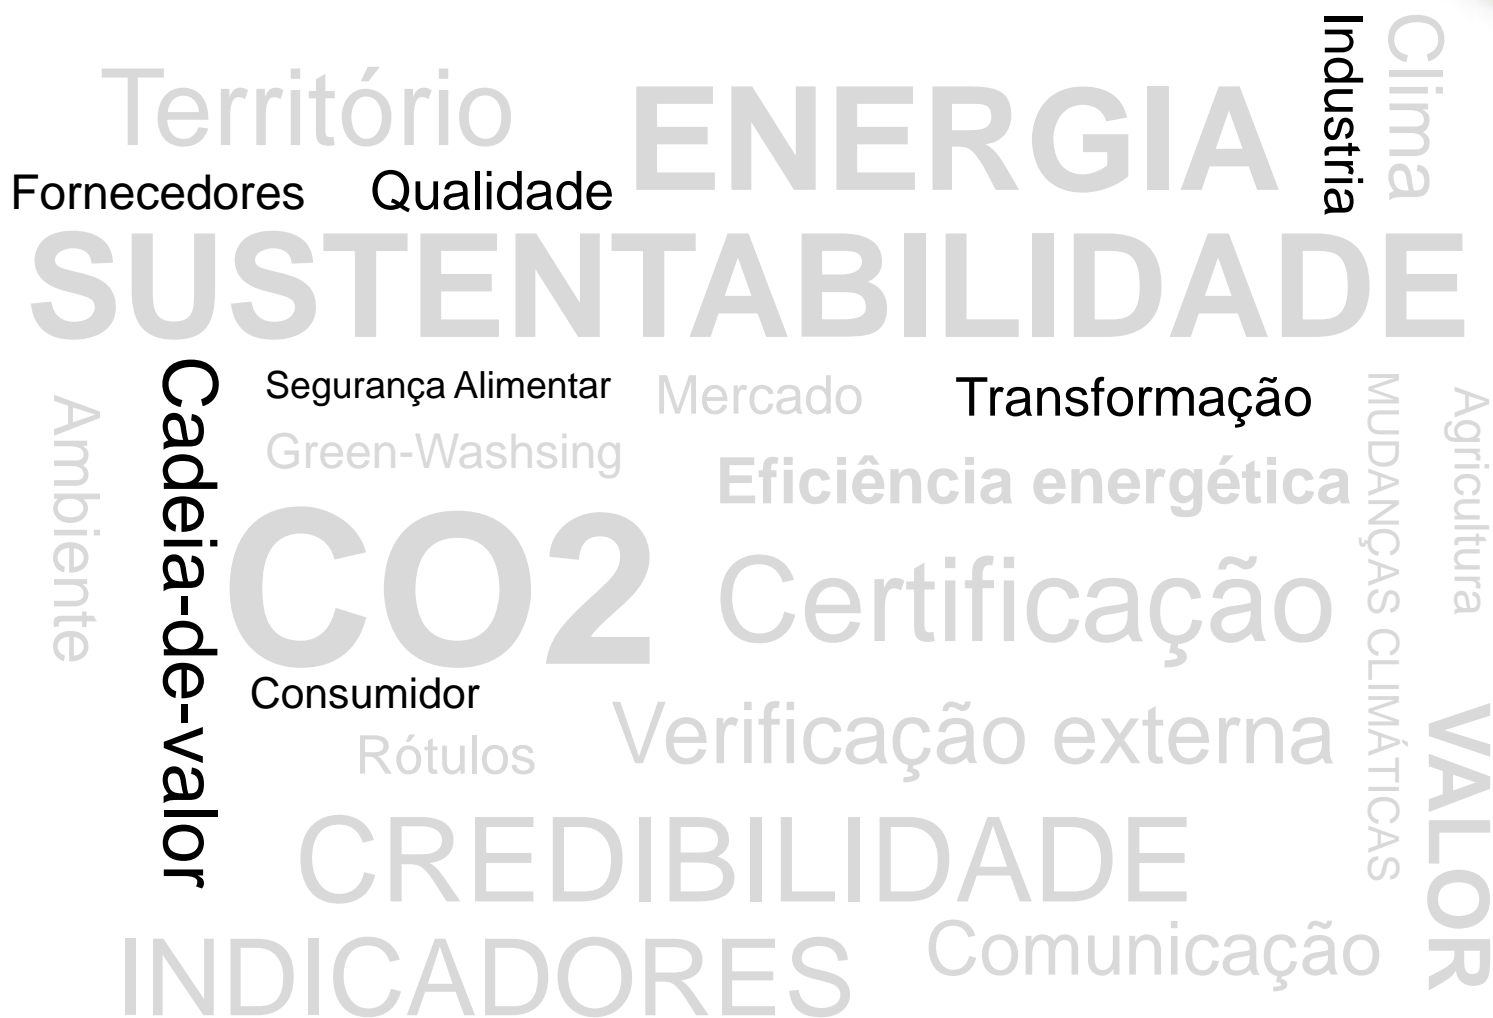 Industria
Clima
Território
ENERGIA
Fornecedores
Qualidade
SUSTENTABILIDADE
Cadeia-de-valor
Segurança Alimentar
Mercado
Transformação
MUDANÇAS CLIMÁTICAS
Agricultura
Ambiente
Green-Washsing
Eficiência energética
CO2
Certificação
Consumidor
Verificação externa
VALOR
Rótulos
CREDIBILIDADE
Comunicação
INDICADORES